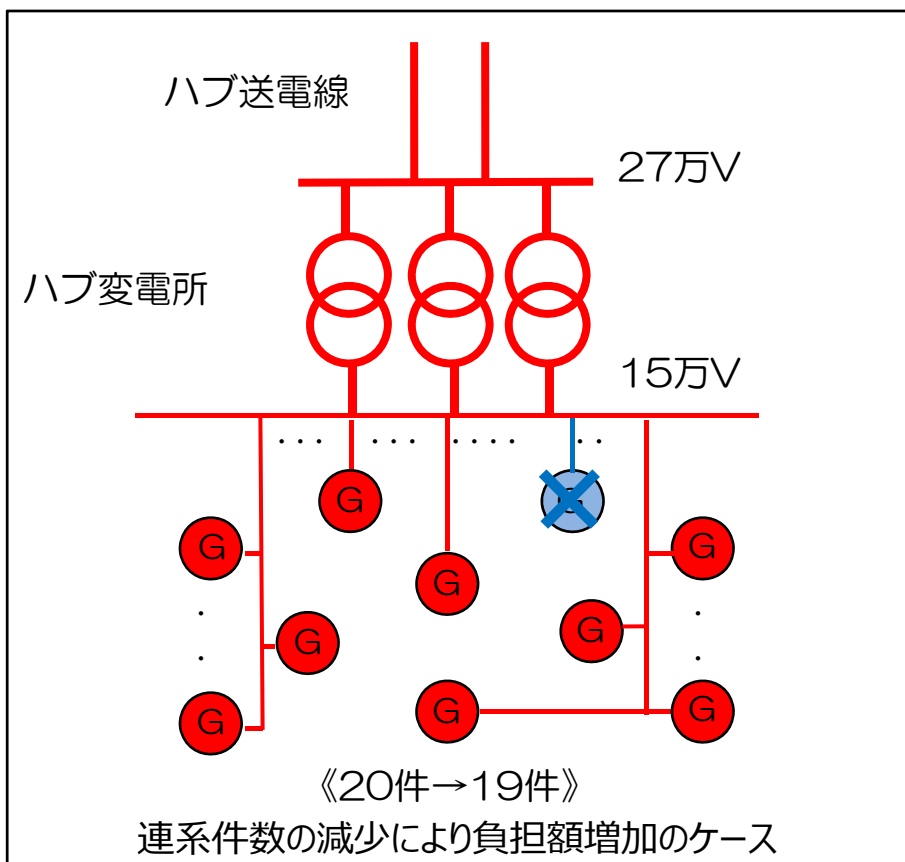 ハブ送電線
27万V
ハブ変電所
15万V
・・・ ・・・ ・・・・ ・・
G
G
G
G
G
G
G
G
G
G
G
《20件→19件》
連系件数の減少により負担額増加のケース